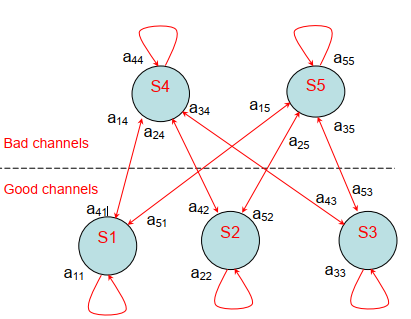 a44
a55
S4
S5
a14
a24
a34
a15
a25
a35
Bad channels
Good channels
a41
a51
a42
a52
a43
a53
S1
S2
S3
a11
a22
a33